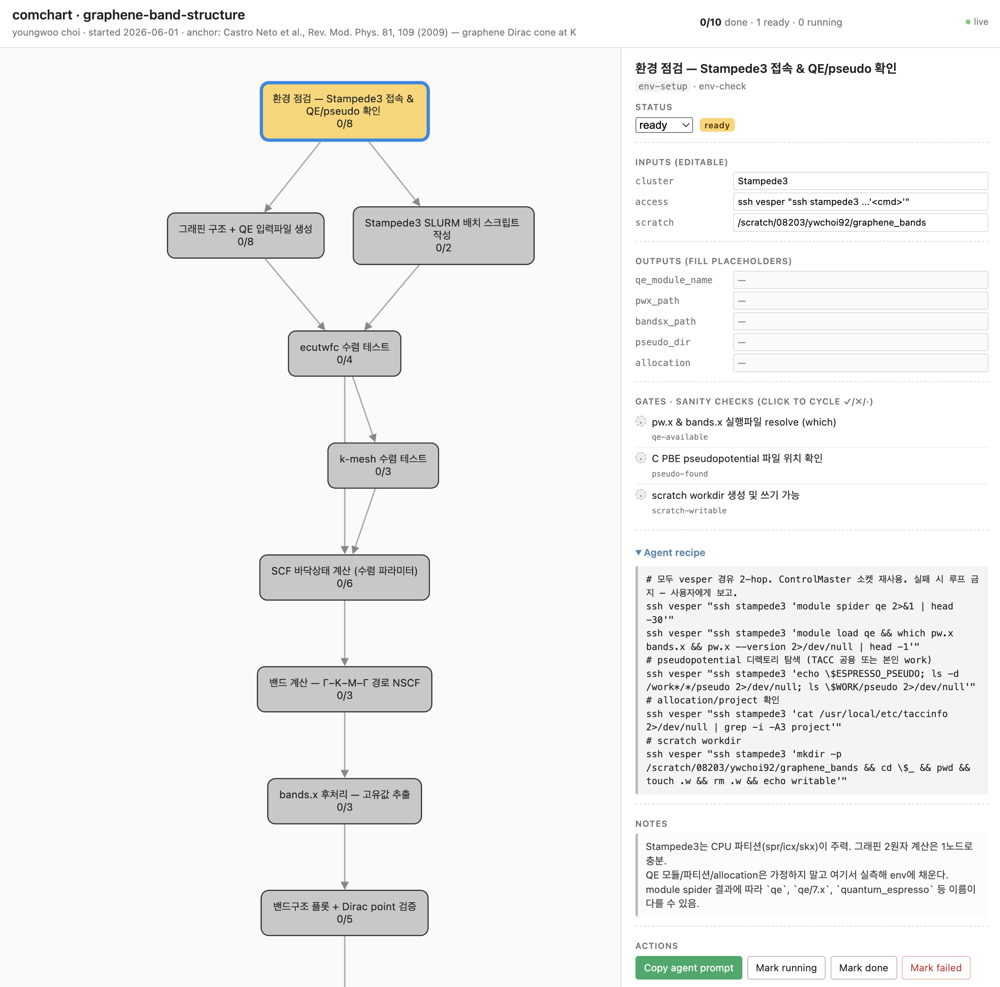 comchart · graphene-band-structure
youngwoo choi · started 2026-06-01 · anchor: Castro Neto et al., Rev. Mod. Phys. 81, 109 (2009) — graphene Dirac cone at K
0/10 done · 1 ready · 0 running
live
환경 점검 — Stampede3 접속 &
QE/pseudo 확인
0/8
그래핀 구조 + QE 입력파일 생성
0/8
Stampede3 SLURM 배치 스크립트
작성
0/2
ecutwfc 수렴 테스트
0/4
k-mesh 수렴 테스트
0/3
SCF 바닥상태 계산 (수렴 파라미터)
0/6
밴드 계산 — Γ–K–M–Γ 경로 NSCF
0/3
bands.x 후처리 — 고유값 추출
0/3
밴드구조 플롯 + Dirac point 검증
0/5
환경 점검 — Stampede3 접속 & QE/pseudo 확인
env-setup · env-check
STATUS
ready ready
INPUTS (EDITABLE)
cluster Stampede3
access ssh vesper "ssh stampede3 ...'<cmd>'"
scratch /scratch/08203/ywchoi92/graphene_bands
OUTPUTS (FILL PLACEHOLDERS)
qe_module_name —
pwx_path —
bandsx_path —
pseudo_dir —
allocation —
GATES · SANITY CHECKS (CLICK TO CYCLE ✓/✕/·)
pw.x & bands.x 실행파일 resolve (which)
qe-available
C PBE pseudopotential 파일 위치 확인
pseudo-found
scratch workdir 생성 및 쓰기 가능
scratch-writable
▼ Agent recipe
# 모두 vesper 경유 2-hop. ControlMaster 소켓 재사용. 실패 시 루프 금
지 — 사용자에게 보고.
ssh vesper "ssh stampede3 'module spider qe 2>&1 | head
-30'"
ssh vesper "ssh stampede3 'module load qe && which pw.x
bands.x && pw.x --version 2>/dev/null | head -1'"
# pseudopotential 디렉토리 탐색 (TACC 공용 또는 본인 work)
ssh vesper "ssh stampede3 'echo \$ESPRESSO_PSEUDO; ls -d
/work*/*/pseudo 2>/dev/null; ls \$WORK/pseudo 2>/dev/null'"
# allocation/project 확인
ssh vesper "ssh stampede3 'cat /usr/local/etc/taccinfo
2>/dev/null | grep -i -A3 project'"
# scratch workdir
ssh vesper "ssh stampede3 'mkdir -p
/scratch/08203/ywchoi92/graphene_bands && cd \$_ && pwd &&
touch .w && rm .w && echo writable'"
NOTES
Stampede3는 CPU 파티션(spr/icx/skx)이 주력. 그래핀 2원자 계산은 1노드로
충분.
QE 모듈/파티션/allocation은 가정하지 말고 여기서 실측해 env에 채운다.
module spider 결과에 따라 `qe`, `qe/7.x`, `quantum_espresso` 등 이름이
다를 수 있음.
ACTIONS
Copy agent prompt Mark running Mark done Mark failed